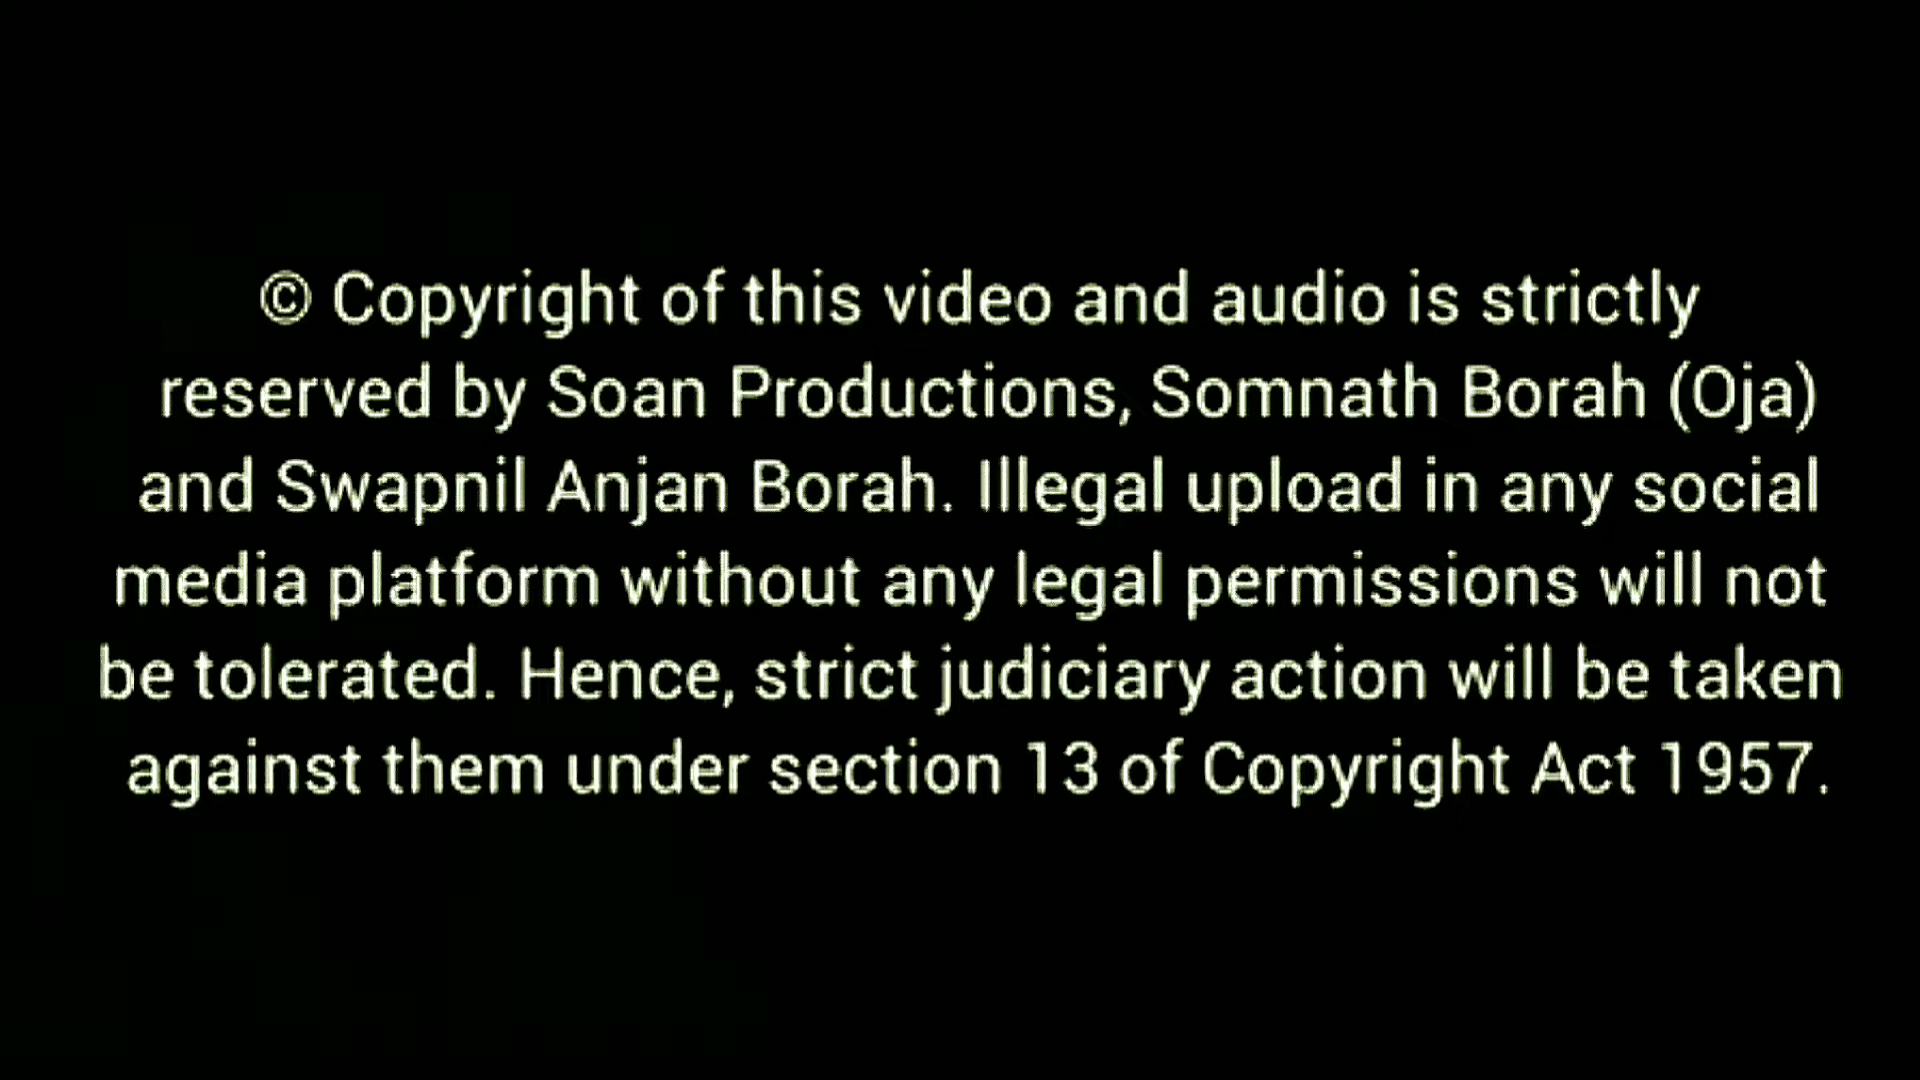 © Copyright of this video and audio is strictly
reserved by Soan Productions, Somnath Borah (Oja)
and Swapnil Anjan Borah. Illegal upload in any social
media platform without any legal permissions will not
be tolerated. Hence, strict judiciary action will be taken
against them under section 13 of Copyright Act 1957.